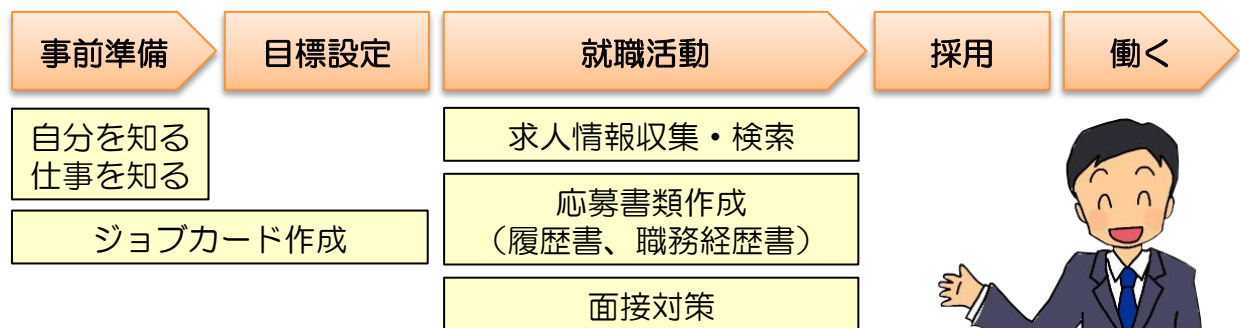 事前準備
目標設定
就職活動
採用
働く
自分を知る
仕事を知る
ジョブカード作成
求人情報収集・検索
応募書類作成
（履歴書、職務経歴書）
面接対策